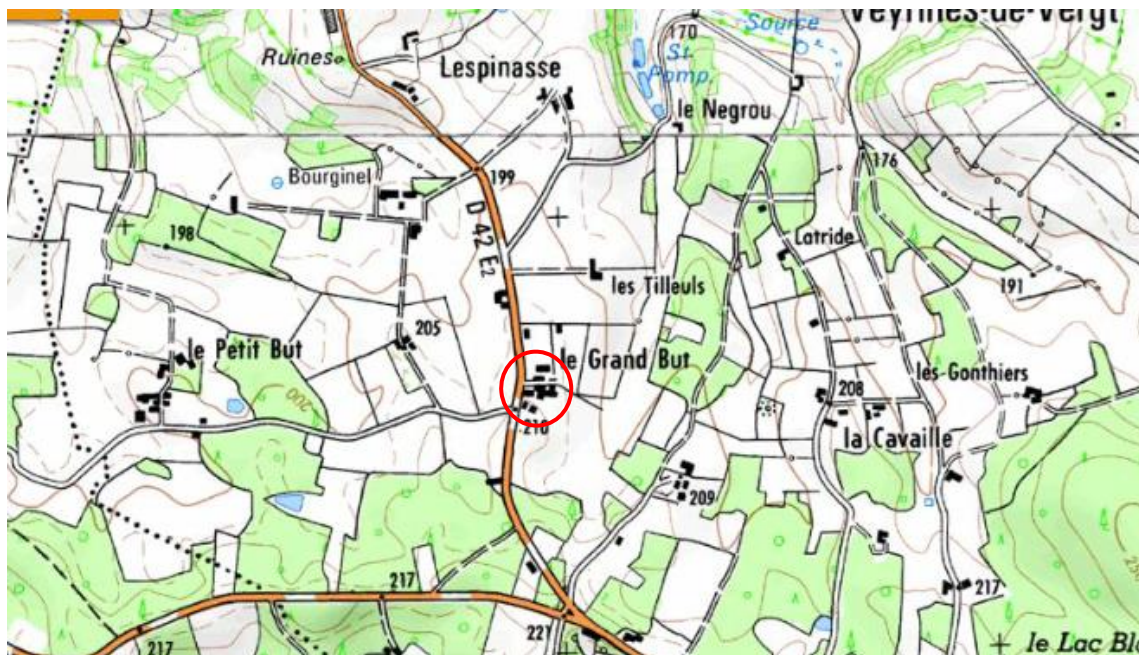 Veyrines-de-Vergt
Source
170
St.
Pomp.
Ruines
Lespinasse
le Negrou
176
Bourginel
199
D 42 E2
198
Latride
191
les Tilleuls
205
le Petit But
le Grand But
les Gonthiers
200
208
210
la Cavaille
209
217
217
217
221
le Lac Bl